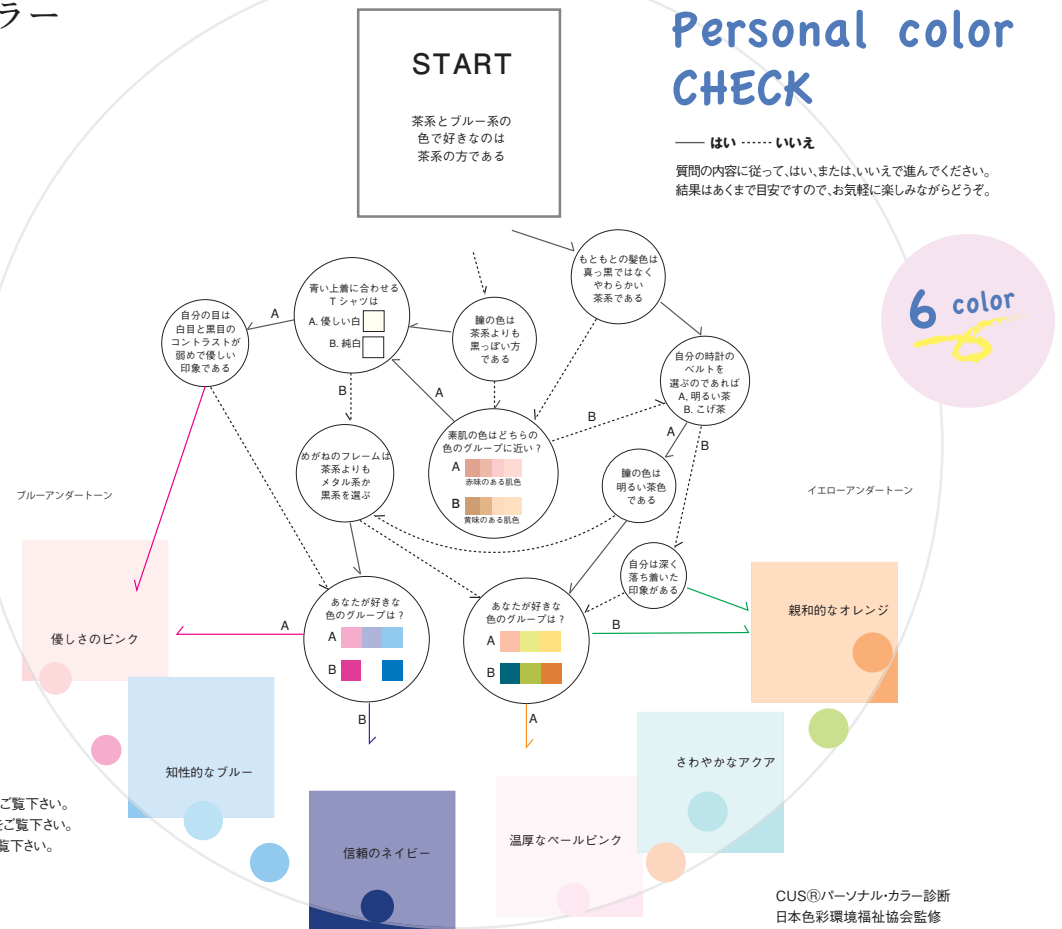 ラー
START
茶系とブルー系の
色で好きなのは
茶系の方である
Personal color
CHECK
はい いいえ
質問の内容に従って、はい、または、いいえで進んでください。
結果はあくまで目安ですので、お気軽に楽しみながらどうぞ。
6 color
もともとの髪色は
真っ黒ではなく
やわらかい
茶系である
青い上着に合わせる
Tシャツは
A. 優しい白
B. 純白
瞳の色は
茶系よりも
黒っぽい方
である
自分の目は
白目と黒目の
コントラストが
弱めで優しい
印象である
自分の時計の
ベルトを
選ぶのであれば
A, 明るい茶
B. こげ茶
A
B
A
B
A
B
素肌の色はどちらの
色のグループに近い?
A
赤味のある肌色
B
黄味のある肌色
めがねのフレームは
茶系よりも
メタル系か
黒系を選ぶ
瞳の色は
明るい茶色
である
自分は深く
落ち着いた
印象がある
ブルーアンダートーン
イエローアンダートーン
あなたが好きな
色のグループは?
A
B
あなたが好きな
色のグループは?
A
B
A
B
B
A
優しさのピンク
親和的なオレンジ
知性的なブルー
さわやかなアクア
信頼のネイビー
温厚なペールピンク
ご覧下さい。
をご覧下さい。
覧下さい。
CUSⓇパーソナル・カラー診断
日本色彩環境福祉協会監修